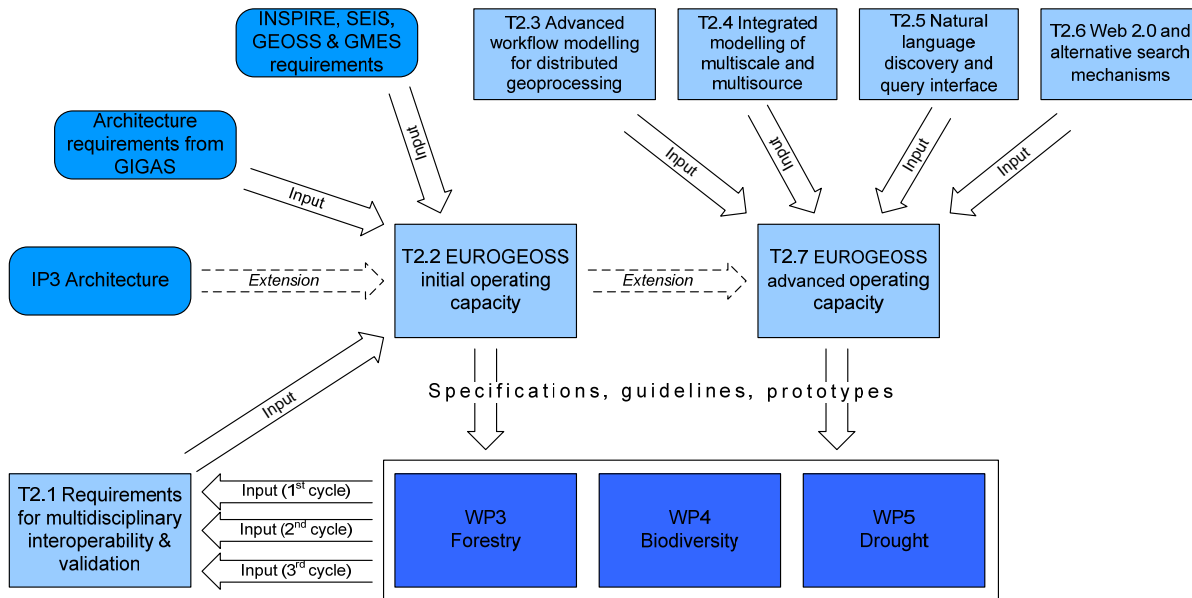 INSPIRE, SEIS,
GEOSS & GMES
requirements
T2.3 Advanced
workflow modelling
for distributed
geoprocessing
T2.4 Integrated
modelling of
multiscale and
multisource
T2.5 Natural
language
discovery and
query interface
T2.6 Web 2.0 and
alternative search
mechanisms
Architecture
requirements from
GIGAS
Input
Input
Input
Input
Input
Input
IP3 Architecture
Extension
T2.2 EUROGEOSS
initial operating
capacity
Extension
T2.7 EUROGEOSS
advanced operating
capacity
Input
Specifications, guidelines, prototypes
T2.1 Requirements
for multidisciplinary
interoperability &
validation
Input (1st cycle)
Input (2nd cycle)
Input (3rd cycle)
WP3
Forestry
WP4
Biodiversity
WP5
Drought